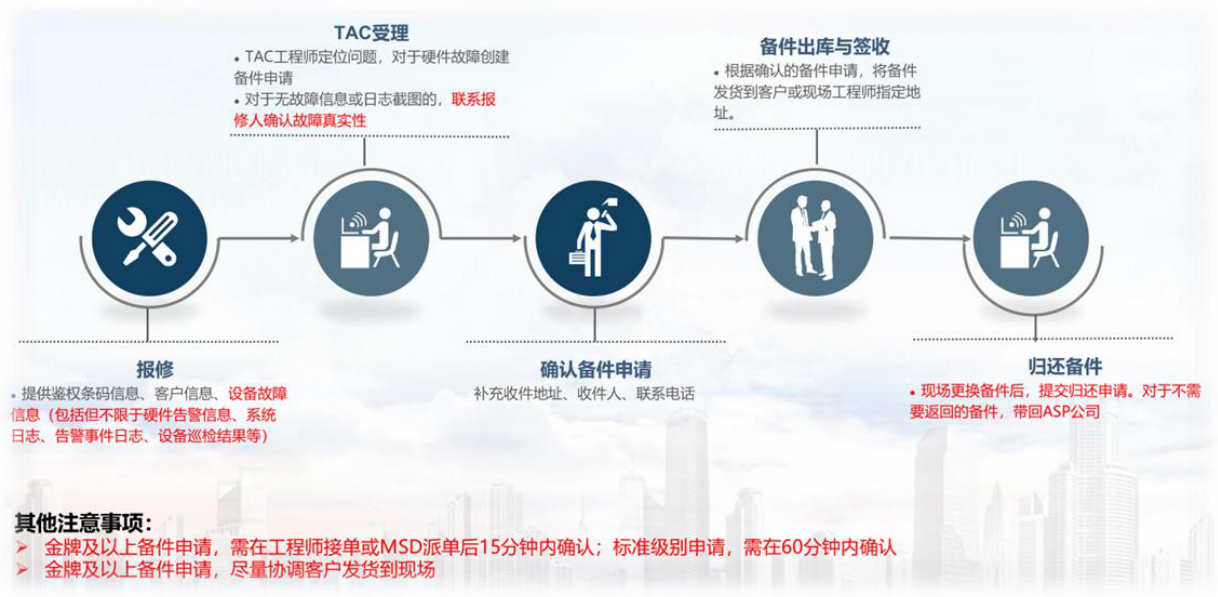 TAC受理
• TAC工程师定位问题，对于硬件故障创建
备件申请
• 对于无故障信息或日志截图的，联系报
修人确认故障真实性
备件出库与签收
• 根据确认的备件申请，将备件
发货到客户或现场工程师指定地
址。
报修
• 提供鉴权条码信息、客户信息、设备故障
信息（包括但不限于硬件告警信息、系统
日志、告警事件日志、设备巡检结果等）
确认备件申请
补充收件地址、收件人、联系电话
归还备件
• 现场更换备件后，提交归还申请。对于不需
要返回的备件，带回ASP公司
其他注意事项：
➢ 金牌及以上备件申请，需在工程师接单或MSD派单后15分钟内确认；标准级别申请，需在60分钟内确认
➢ 金牌及以上备件申请，尽量协调客户发货到现场